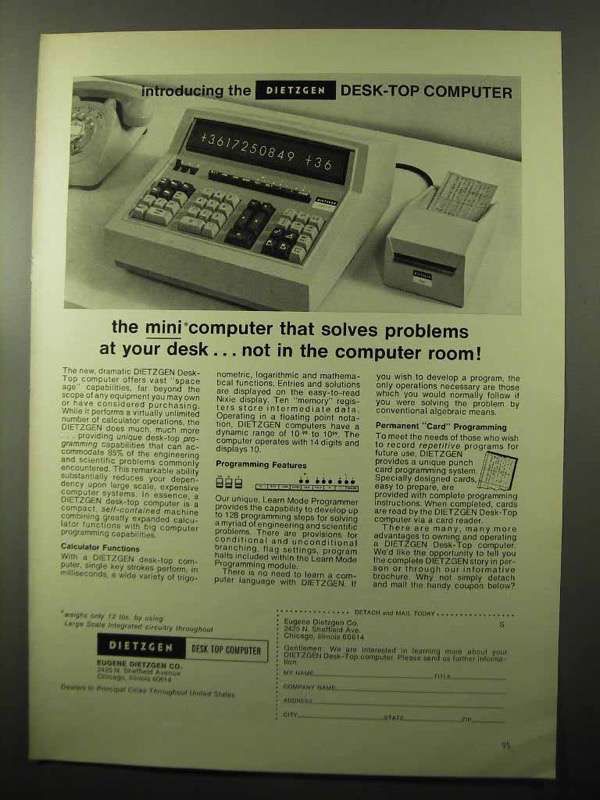 introducing the DIETZGEN DESK-TOP COMPUTER
+3617250849 +36
the mini*computer that solves problems
at your desk . . . not in the computer room!
The new, dramatic DIETZGEN Desk-
Top computer offers vast "space
age" capabilities, far beyond the
scope of any equipment you may own
or have considered purchasing.
While it performs a virtually unlimited
number of calculator operations, the
DIETZGEN does much, much more
. . . providing unique desk-top pro-
gramming capabilities that can ac-
commodate 85% of the engineering
and scientific problems commonly
encountered. This remarkable ability
substantially reduces your depen-
dency upon large scale, expensive
computer systems. In essence, a
DIETZGEN desk-top computer is a
compact, self-contained machine
combining greatly expanded calcu-
lator functions with big computer
programming capabilities.
Calculator Functions
With a DIETZGEN desk-top com-
puter, single key strokes perform, in
milliseconds, a wide variety of trigo-
nometric, logarithmic and mathema-
tical functions. Entries and solutions
are displayed on the easy-to-read
Nixie display. Ten "memory" regis-
ters store intermediate data.
Operating in a floating point nota-
tion, DIETZGEN computers have a
dynamic range of 10⁻⁹⁹ to 10⁹⁹. The
computer operates with 14 digits and
displays 10.
Programming Features
Our unique, Learn Mode Programmer
provides the capability to develop up
to 128 programming steps for solving
a myriad of engineering and scientific
problems. There are provisions for
conditional and unconditional
branching, flag settings, program
halts included within the Learn Mode
Programming module.
There is no need to learn a com-
puter language with DIETZGEN. If
you wish to develop a program, the
only operations necessary are those
which you would normally follow if
you were solving the problem by
conventional algebraic means.
Permanent "Card" Programming
To meet the needs of those who wish
to record repetitive programs for
future use, DIETZGEN
provides a unique punch
card programming system.
Specially designed cards,
easy to prepare, are
provided with complete programming
instructions. When completed, cards
are read by the DIETZGEN Desk-Top
computer via a card reader.
There are many, many more
advantages to owning and operating
a DIETZGEN Desk-Top computer.
We'd like the opportunity to tell you
the complete DIETZGEN story in per-
son or through our informative
brochure. Why not simply detach
and mail the handy coupon below?
*weighs only 12 lbs. by using
Large Scale Integrated circuitry throughout
DIETZGEN DESK TOP COMPUTER
EUGENE DIETZGEN CO.
2425 N. Sheffield Avenue
Chicago, Illinois 60614
Dealers in Principal Cities Throughout United States
DETACH and MAIL TODAY
Eugene Dietzgen Co. S
2425 N. Sheffield Ave.
Chicago, Illinois 60614
Gentlemen: We are interested in learning more about your
DIETZGEN Desk-Top computer. Please send us further informa-
tion.
MY NAME TITLE
COMPANY NAME
ADDRESS
CITY STATE ZIP
95